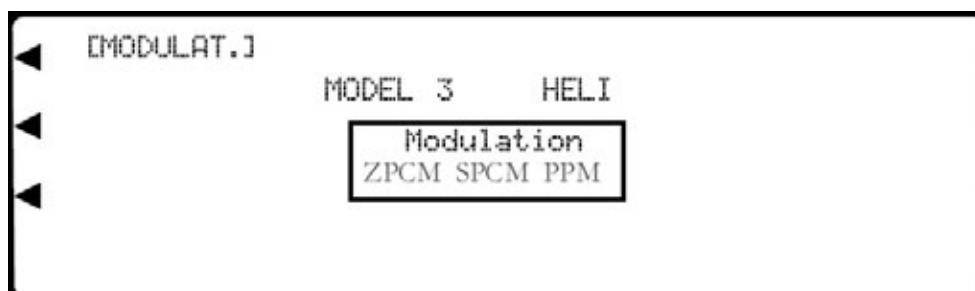 [MODULAT.]
MODEL 3 HELI
Modulation
ZPCM SPCM PPM